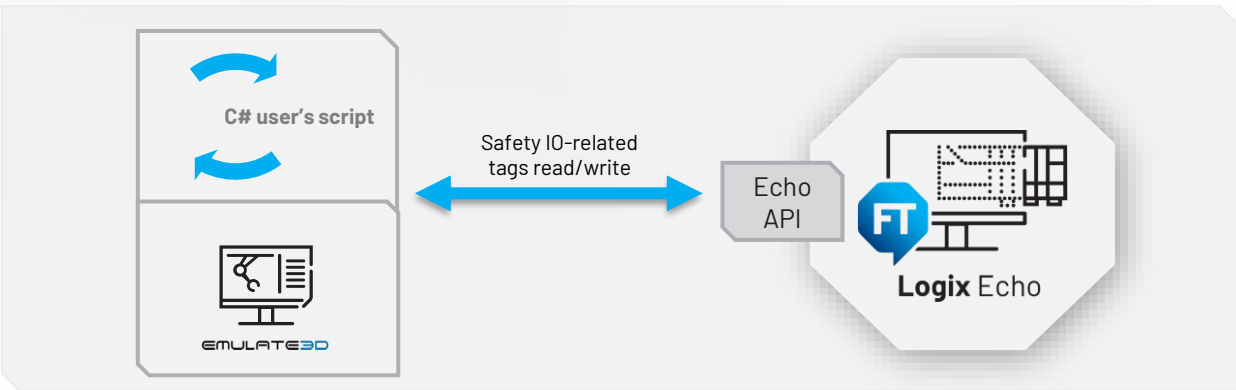 C# user's script
EMULATE3D
Safety IO-related
tags read/write
Echo
API
FT
Logix Echo